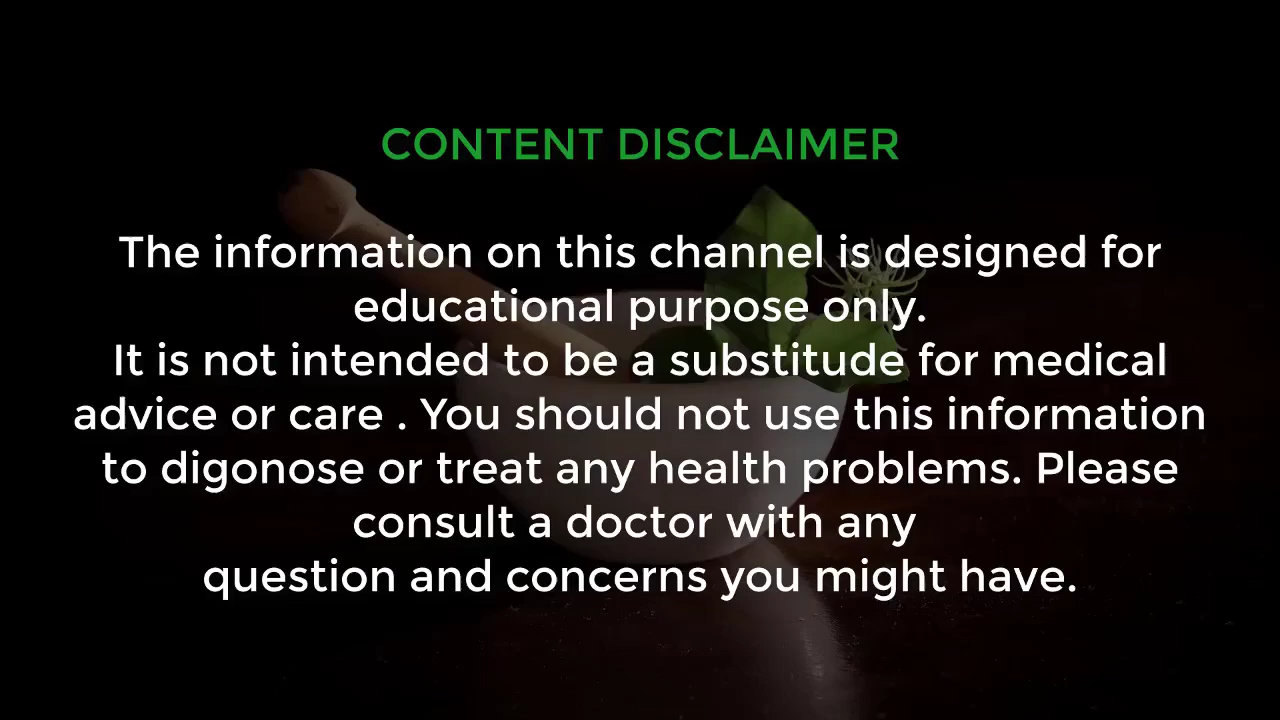 CONTENT DISCLAIMER
The information on this channel is designed for
educational purpose only.
It is not intended to be a substitude for medical
advice or care . You should not use this information
to digonose or treat any health problems. Please
consult a doctor with any
question and concerns you might have.